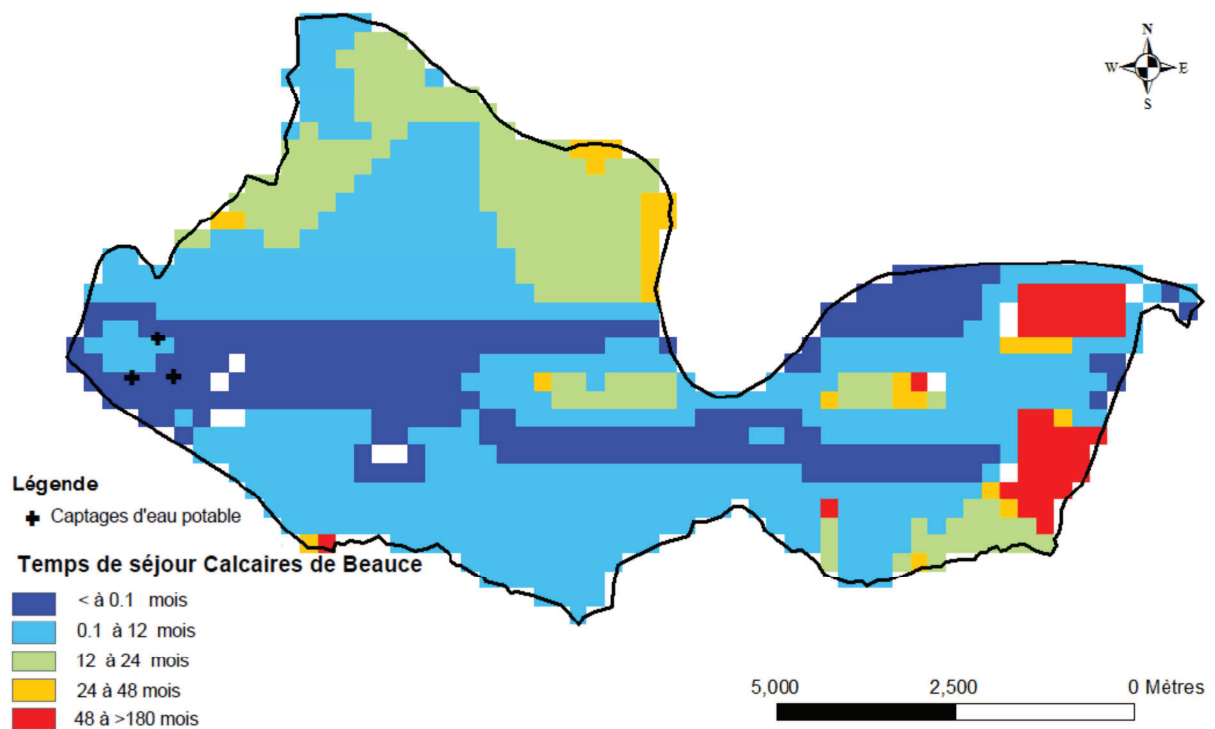 N
W E
S
Légende
Captages d'eau potable
Temps de séjour Calcaires de Beauce
< à 0.1 mois
0.1 à 12 mois
12 à 24 mois
24 à 48 mois
48 à >180 mois
5,000 2,500 0 Mètres